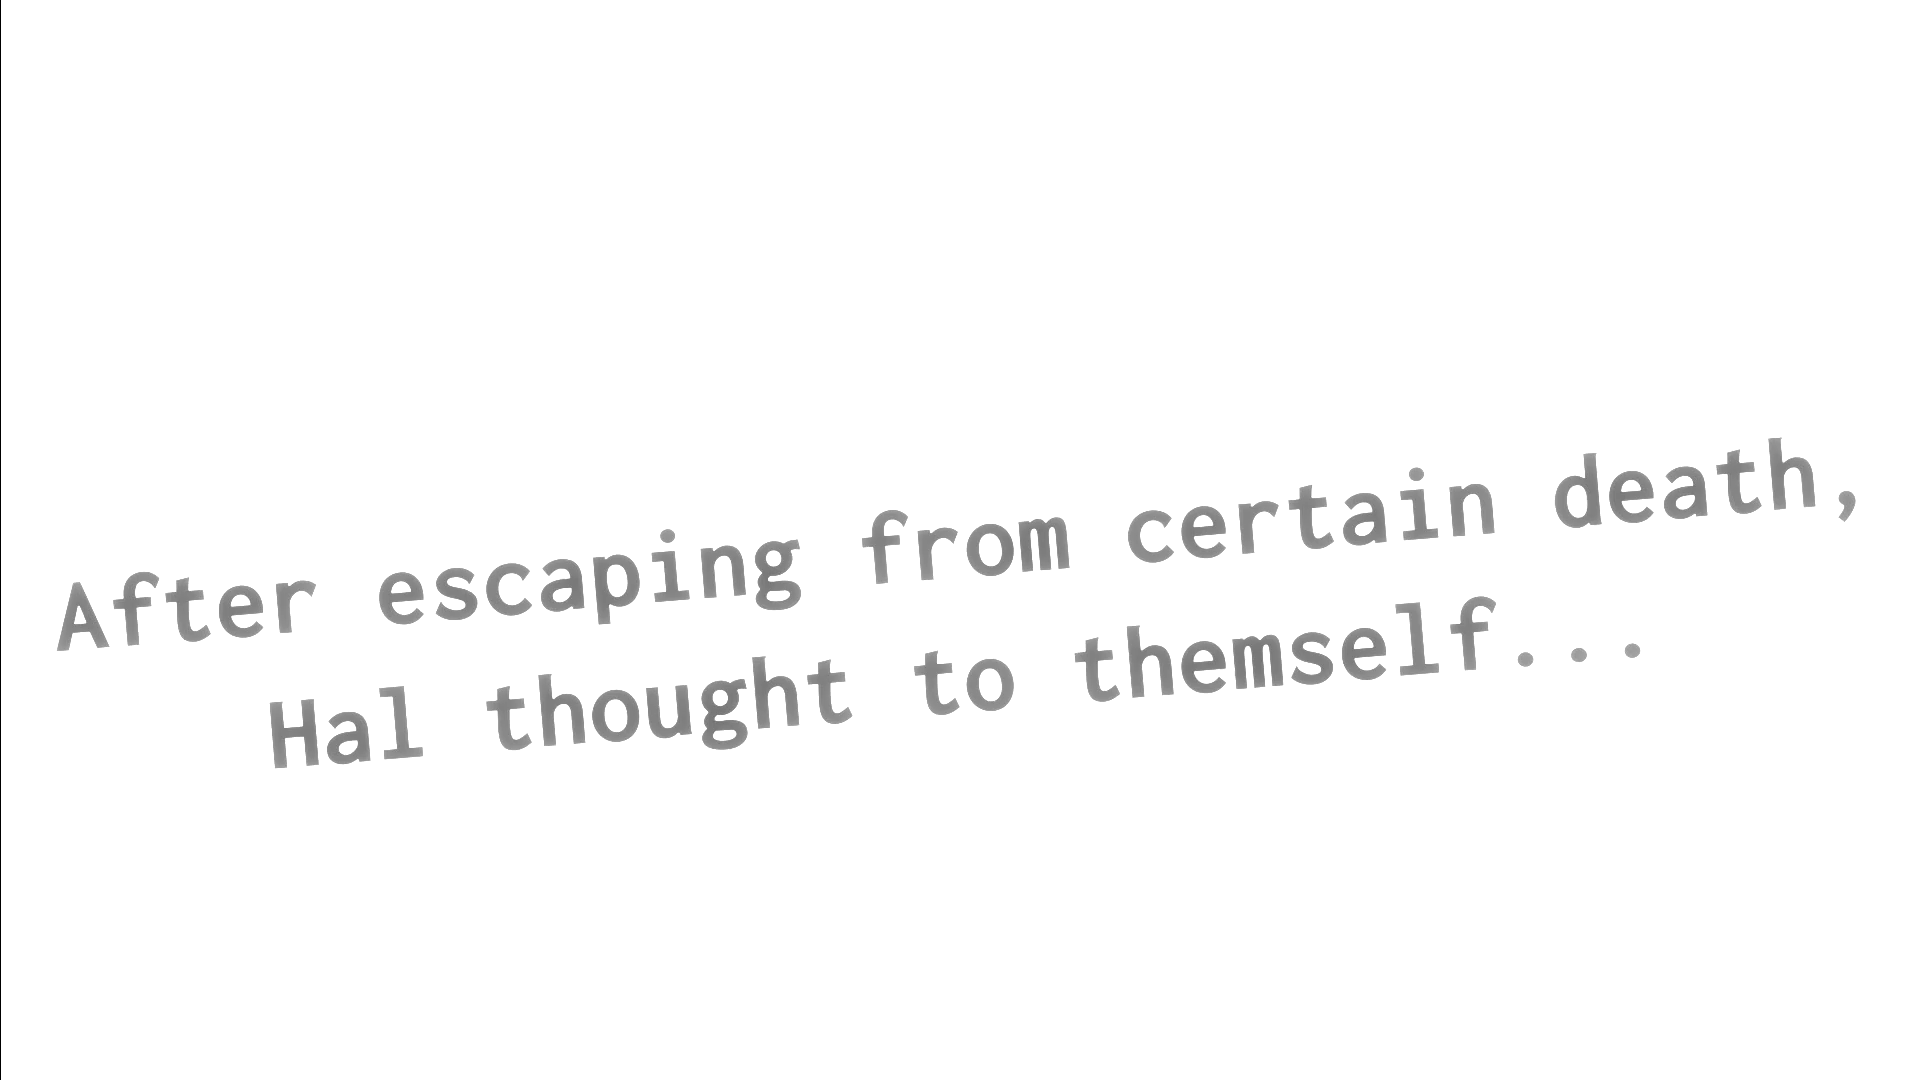 After escaping from certain death,
Hal thought to themself...